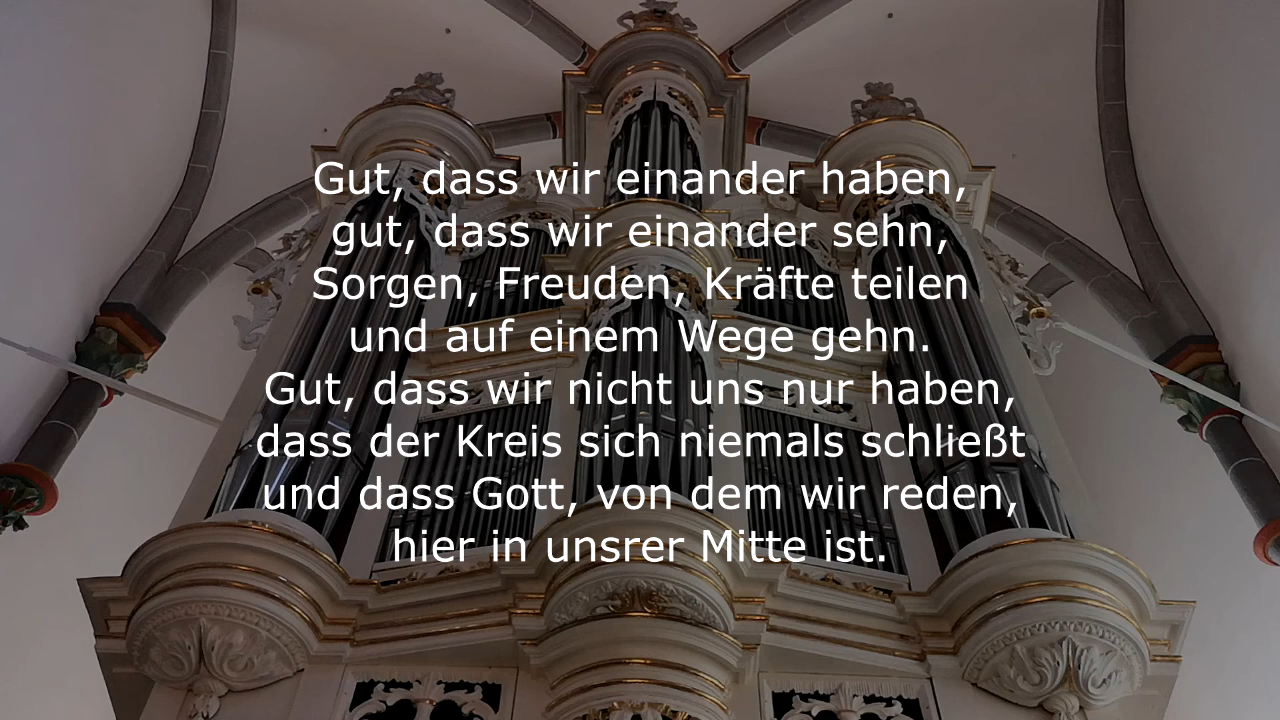 Gut, dass wir einander haben,
gut, dass wir einander sehn,
Sorgen, Freuden, Kräfte teilen
und auf einem Wege gehn.
Gut, dass wir nicht uns nur haben,
dass der Kreis sich niemals schließt
und dass Gott, von dem wir reden,
hier in unsrer Mitte ist.